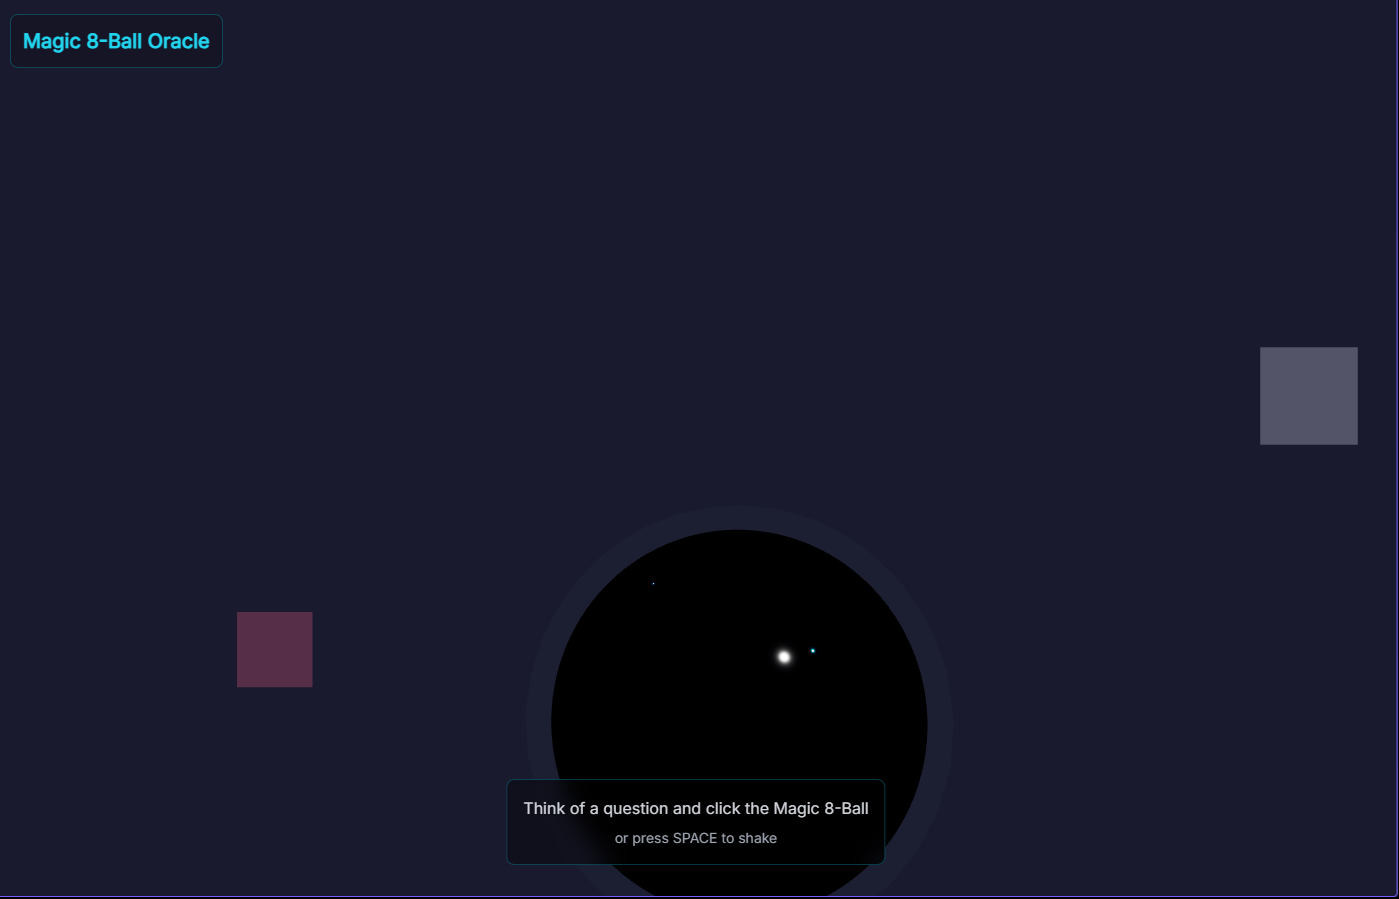 Magic 8-Ball Oracle
Think of a question and click the Magic 8-Ball
or press SPACE to shake